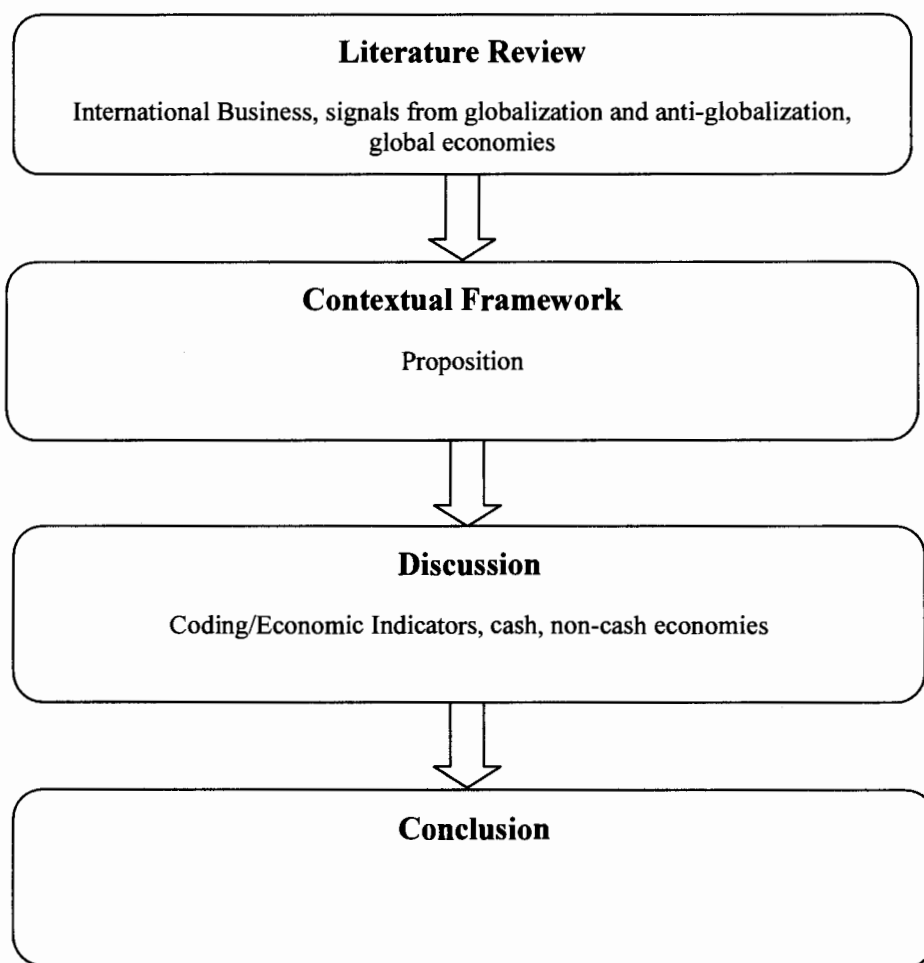 Literature Review
International Business, signals from globalization and anti-globalization,
global economies
Contextual Framework
Proposition
Discussion
Coding/Economic Indicators, cash, non-cash economies
Conclusion